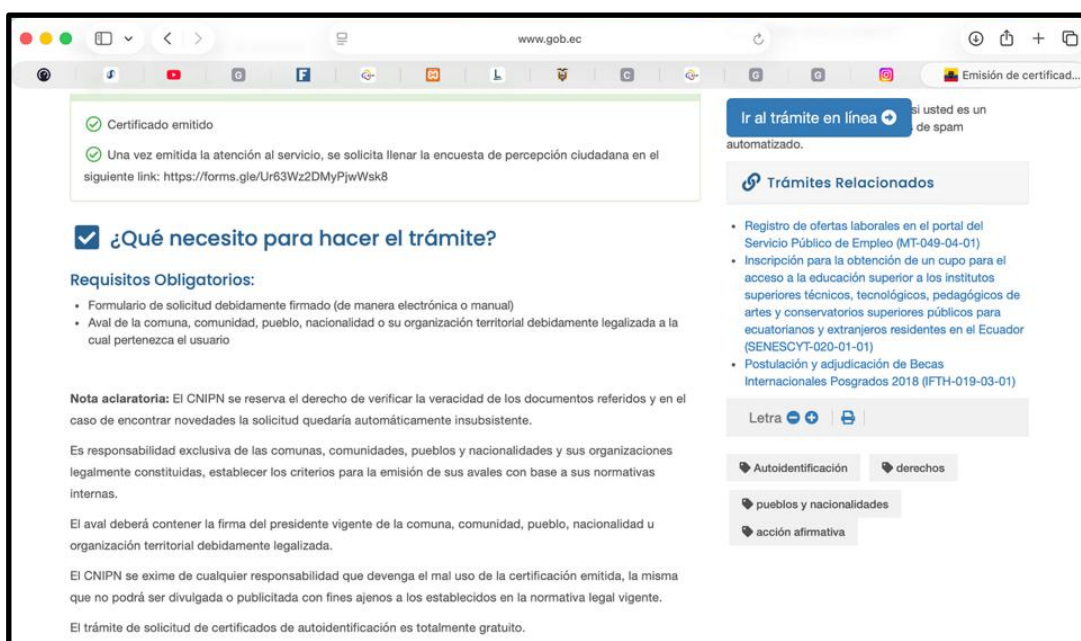 www.gob.ec
Emisión de certificad...
Certificado emitido
Una vez emitida la atención al servicio, se solicita llenar la encuesta de percepción ciudadana en el
siguiente link: https://forms.gle/Ur63Wz2DMyPjwWsk8
¿Qué necesito para hacer el trámite?
Requisitos Obligatorios:
Formulario de solicitud debidamente firmado (de manera electrónica o manual)
Aval de la comuna, comunidad, pueblo, nacionalidad o su organización territorial debidamente legalizada a la
cual pertenezca el usuario
Nota aclaratoria: El CNIPN se reserva el derecho de verificar la veracidad de los documentos referidos y en el
caso de encontrar novedades la solicitud quedaría automáticamente insubsistente.
Es responsabilidad exclusiva de las comunas, comunidades, pueblos y nacionalidades y sus organizaciones
legalmente constituidas, establecer los criterios para la emisión de sus avales con base a sus normativas
internas.
El aval deberá contener la firma del presidente vigente de la comuna, comunidad, pueblo, nacionalidad u
organización territorial debidamente legalizada.
El CNIPN se exime de cualquier responsabilidad que devenga el mal uso de la certificación emitida, la misma
que no podrá ser divulgada o publicitada con fines ajenos a los establecidos en la normativa legal vigente.
El trámite de solicitud de certificados de autoidentificación es totalmente gratuito.
Ir al trámite en línea
si usted es un
de spam
automatizado.
Trámites Relacionados
Registro de ofertas laborales en el portal del
Servicio Público de Empleo (MT-049-04-01)
Inscripción para la obtención de un cupo para el
acceso a la educación superior a los institutos
superiores técnicos, tecnológicos, pedagógicos de
artes y conservatorios superiores públicos para
ecuatorianos y extranjeros residentes en el Ecuador
(SENESCYT-020-01-01)
Postulación y adjudicación de Becas
Internacionales Posgrados 2018 (IFTH-019-03-01)
Letra
Autoidentificación
derechos
pueblos y nacionalidades
acción afirmativa